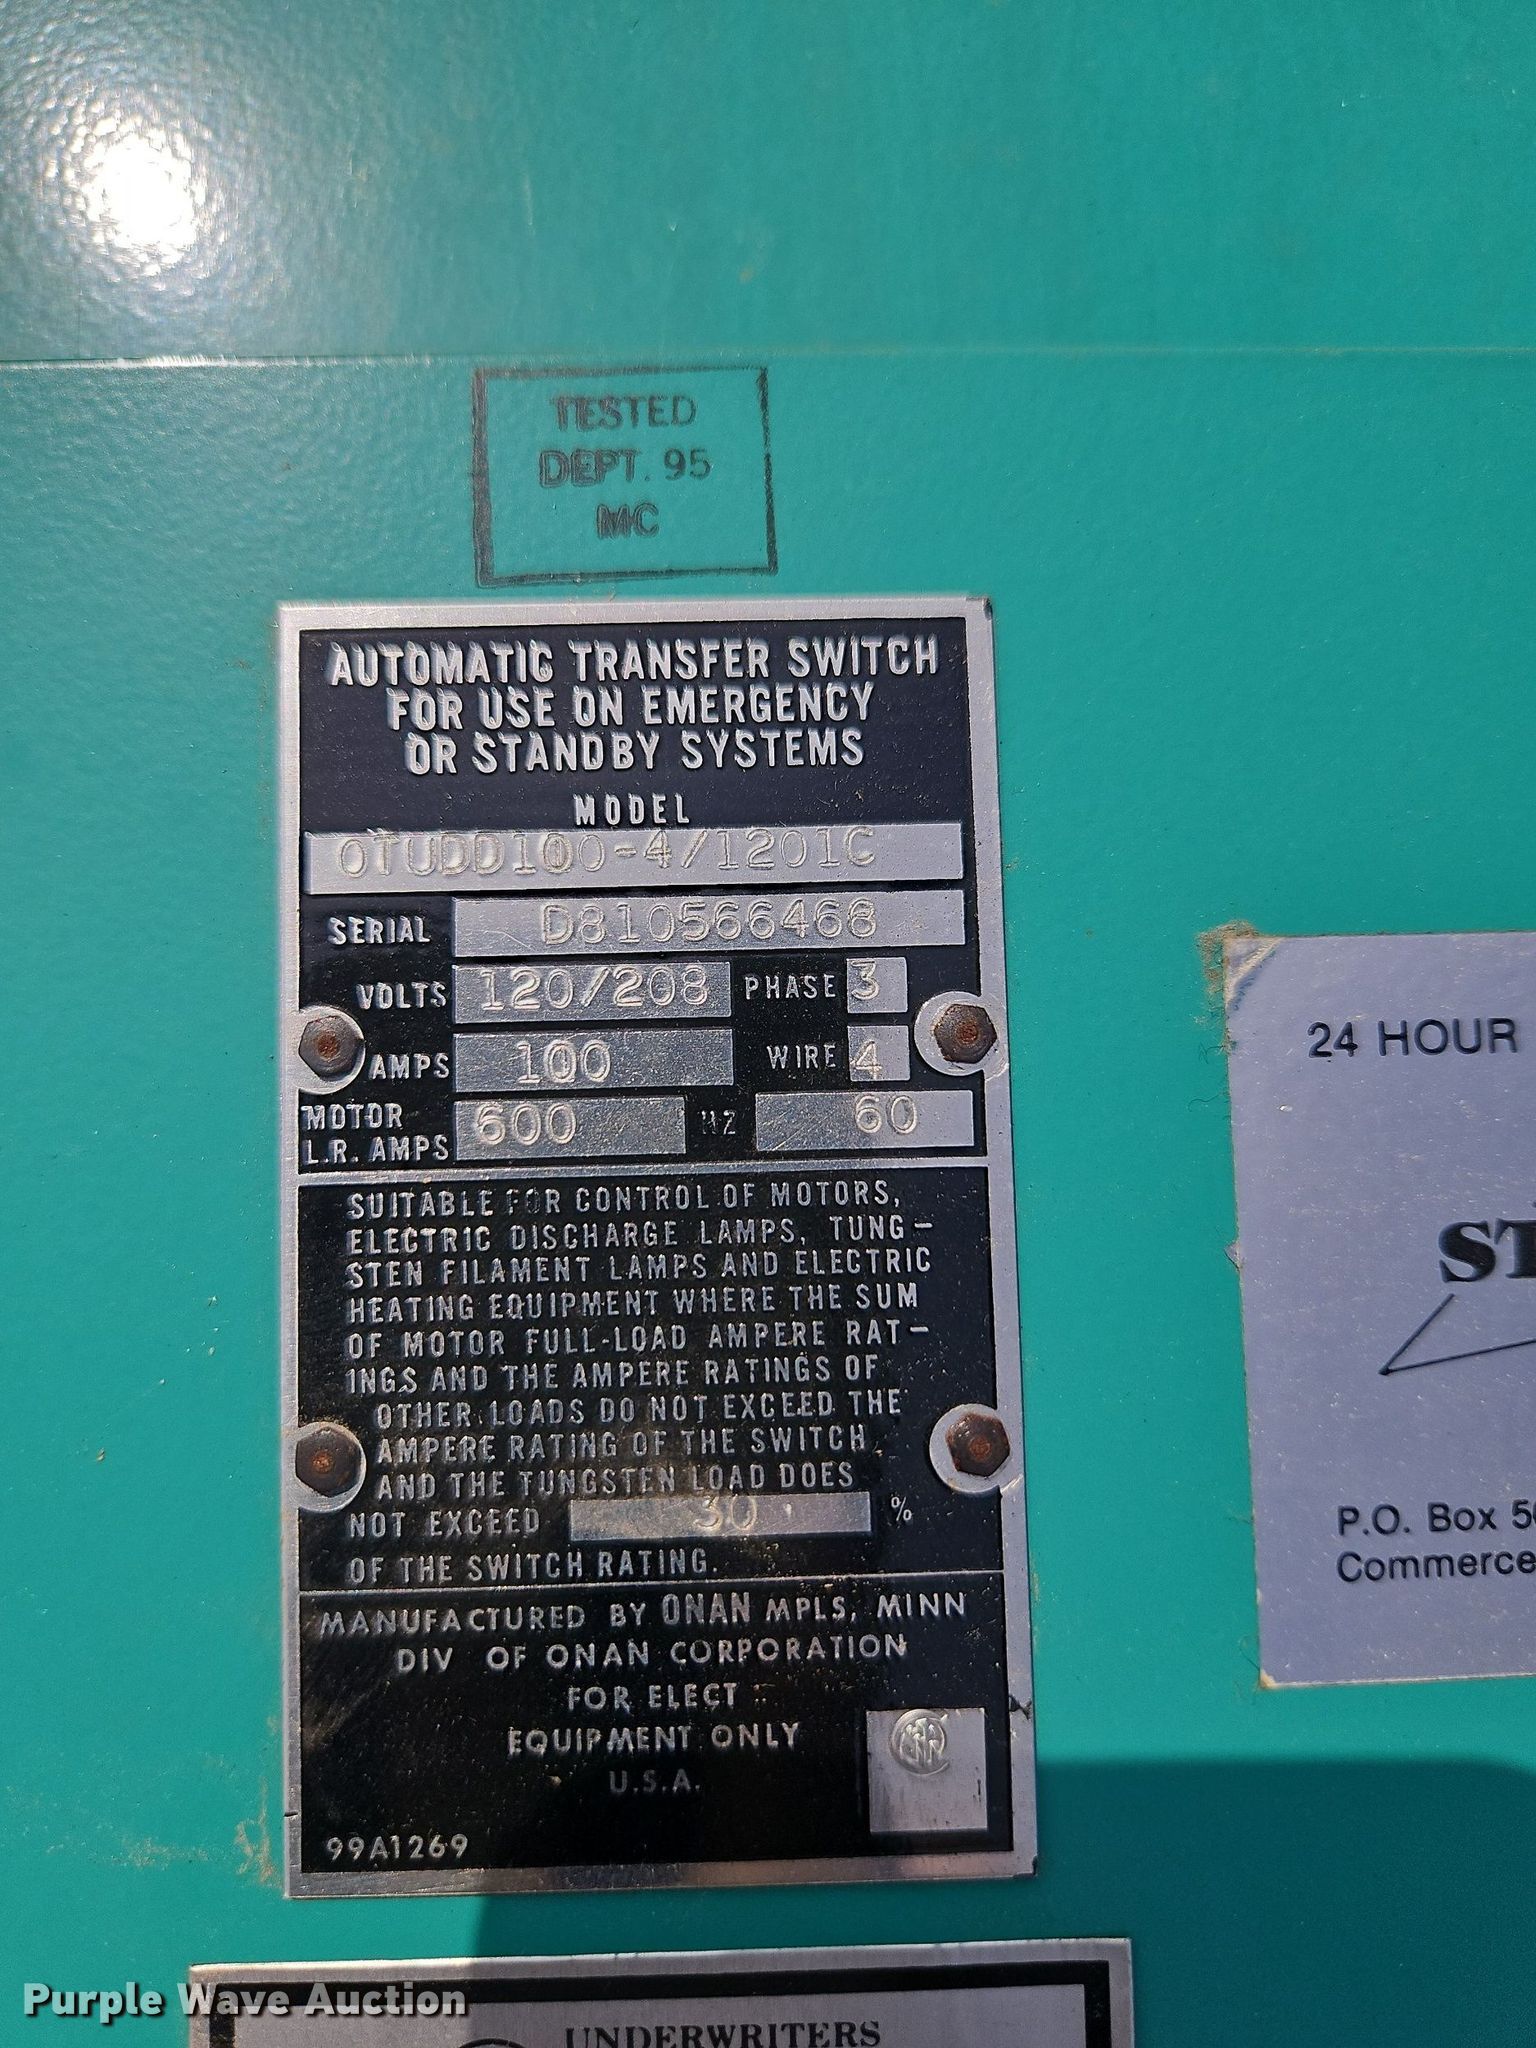 TESTED
DEPT. 95
MC
AUTOMATIC TRANSFER SWITCH
FOR USE ON EMERGENCY
OR STANDBY SYSTEMS
MODEL
OTUDD100-4/1201C
SERIAL D810566468
VOLTS 120/208 PHASE 3
AMPS 100 WIRE 4
MOTOR
L.R. AMPS 600 HZ 60
SUITABLE FOR CONTROL OF MOTORS,
ELECTRIC DISCHARGE LAMPS, TUNG-
STEN FILAMENT LAMPS AND ELECTRIC
HEATING EQUIPMENT WHERE THE SUM
OF MOTOR FULL-LOAD AMPERE RAT-
INGS AND THE AMPERE RATINGS OF
OTHER LOADS DO NOT EXCEED THE
AMPERE RATING OF THE SWITCH
AND THE TUNGSTEN LOAD DOES
NOT EXCEED 30 %
OF THE SWITCH RATING.
MANUFACTURED BY ONAN MPLS, MINN
DIV OF ONAN CORPORATION
FOR ELECT
EQUIPMENT ONLY
U.S.A.
99A1269
24 HOUR
ST
P.O. Box
Commerce
UNDERWRITERS
Purple Wave Auction